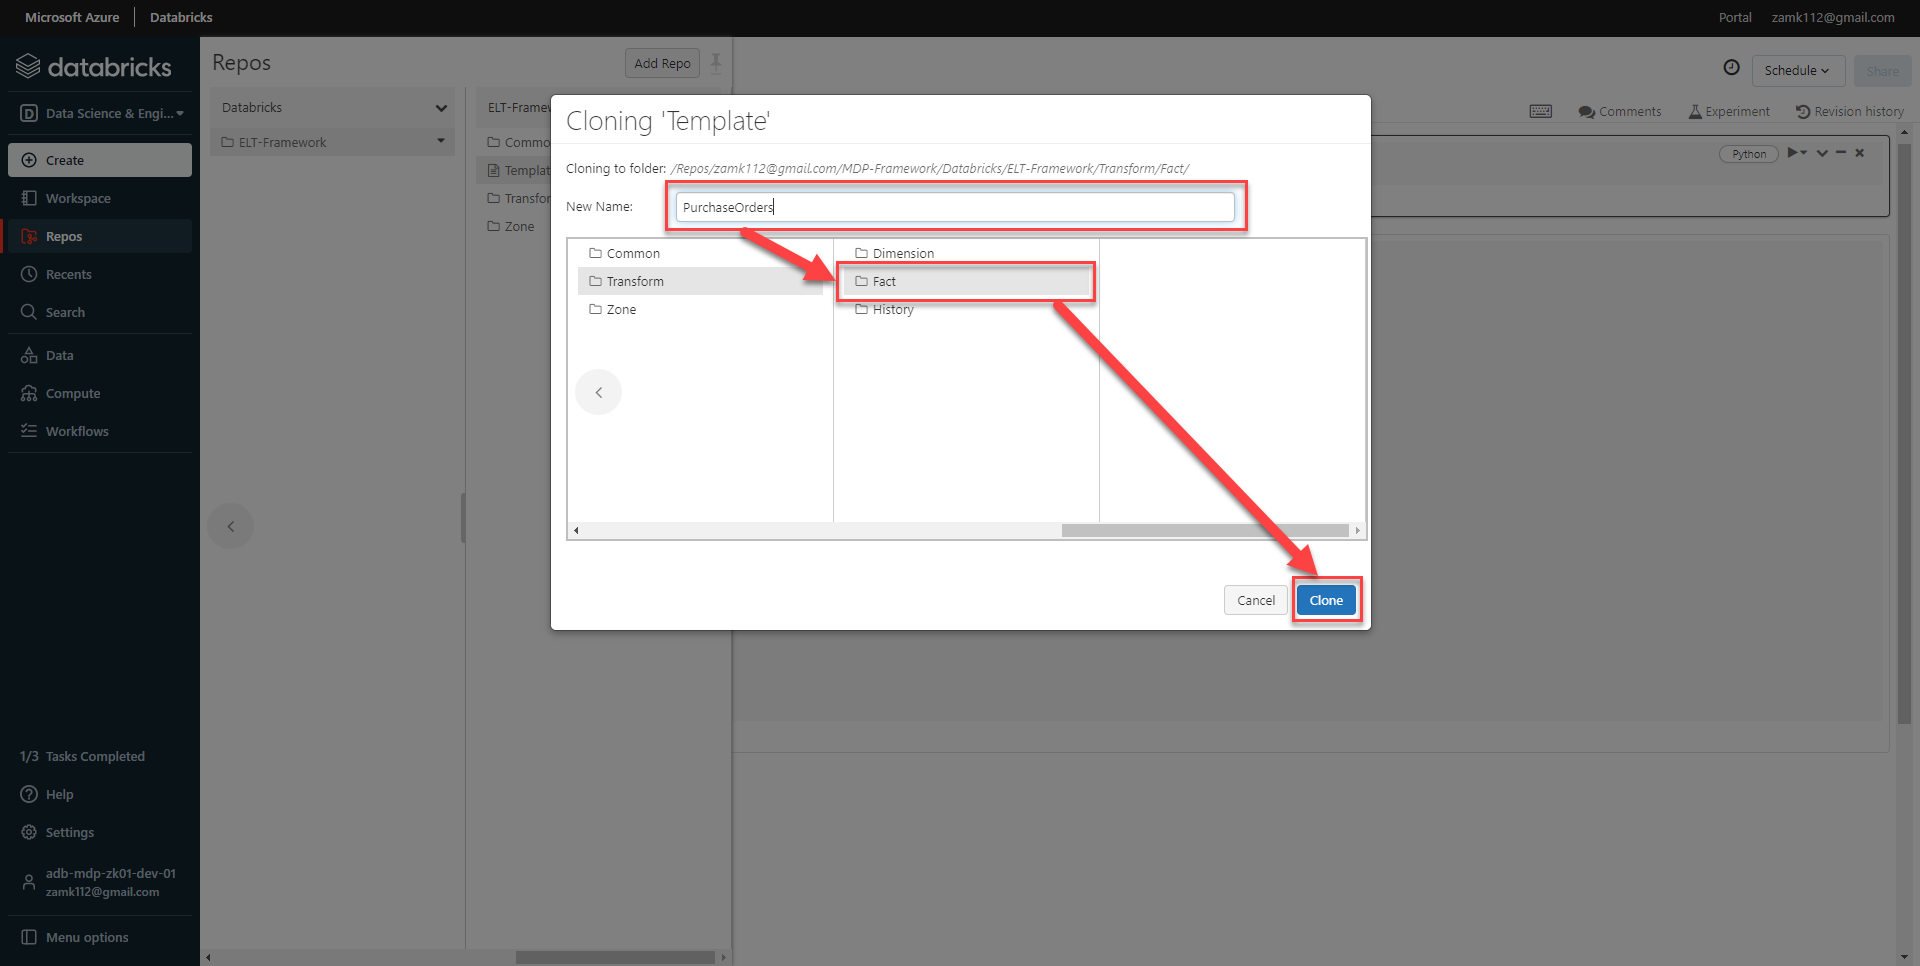 Microsoft Azure Databricks Portal zamk112@gmail.com
databricks
Data Science & Engi...
Create
Workspace
Repos
Recents
Search
Data
Compute
Workflows
1/3 Tasks Completed
Help
Settings
adb-mdp-zk01-dev-01
zamk112@gmail.com
Menu options
Repos
Add Repo
Databricks
ELT-Framework
ELT-Framew
Commo
Templat
Transfor
Zone
Schedule
Share
Comments
Experiment
Revision history
Python
Cloning 'Template'
Cloning to folder: /Repos/zamk112@gmail.com/MDP-Framework/Databricks/ELT-Framework/Transform/Fact/
New Name: PurchaseOrders
Common
Transform
Zone
Dimension
Fact
History
Cancel
Clone